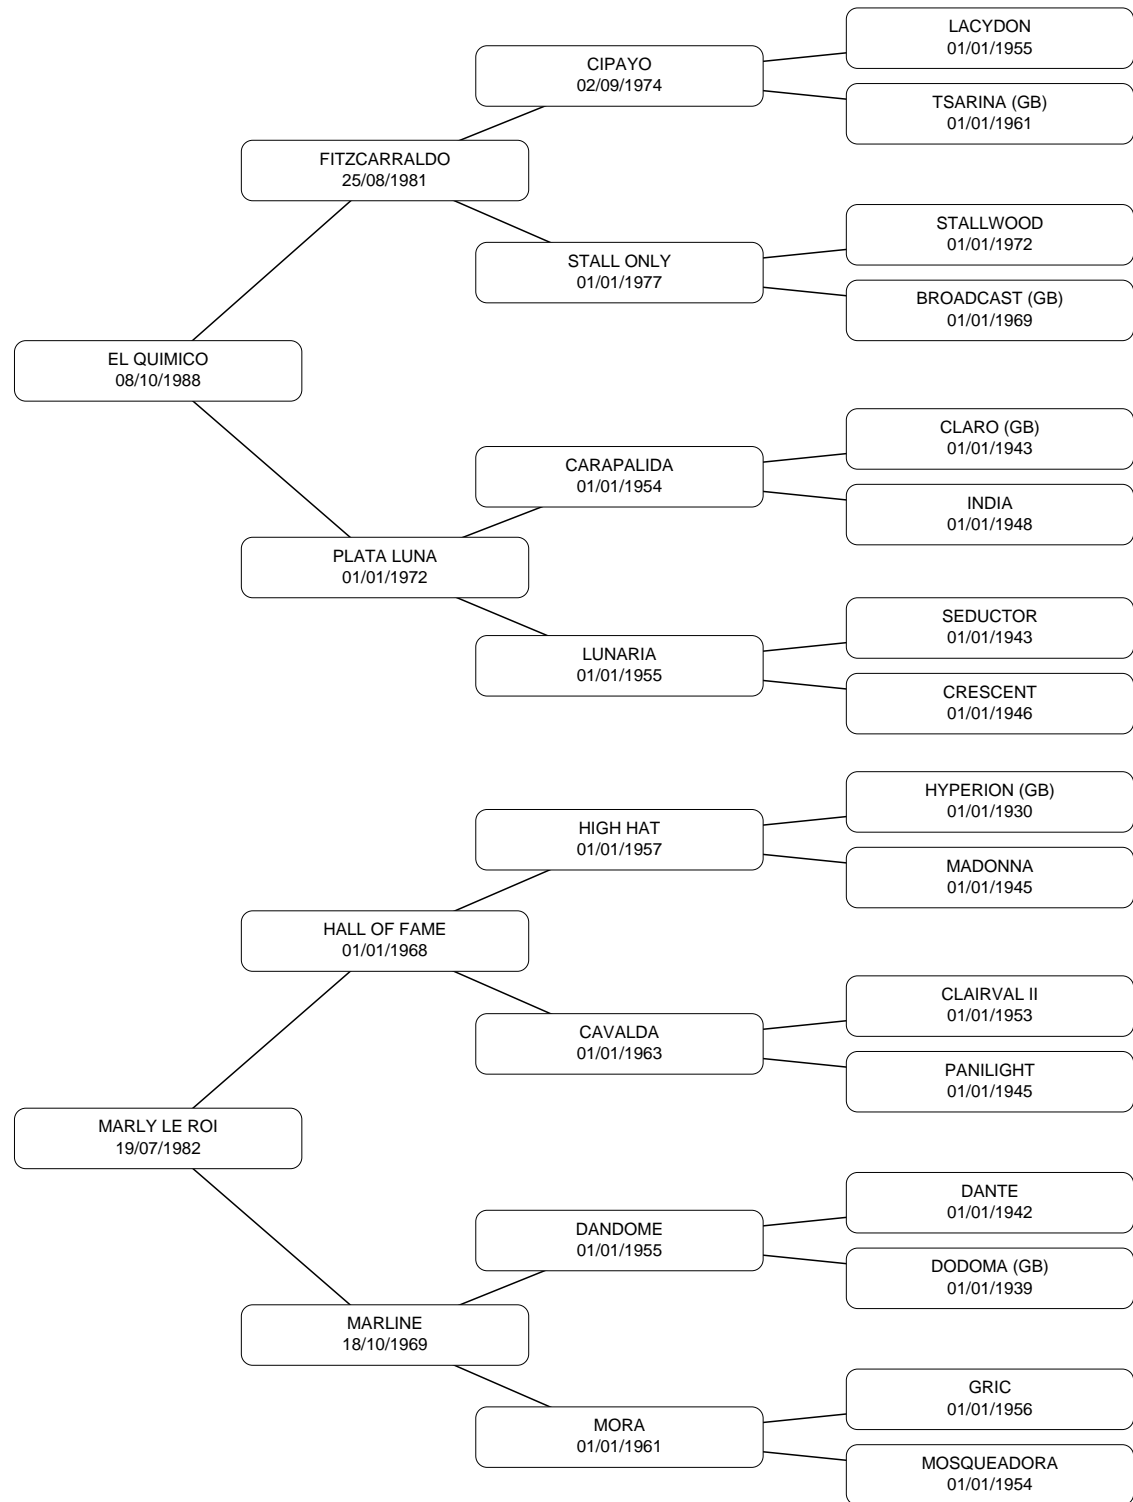 LACYDON
01/01/1955
CIPAYO
02/09/1974
TSARINA (GB)
01/01/1961
FITZCARRALDO
25/08/1981
STALLWOOD
01/01/1972
STALL ONLY
01/01/1977
BROADCAST (GB)
01/01/1969
EL QUIMICO
08/10/1988
CLARO (GB)
01/01/1943
CARAPALIDA
01/01/1954
INDIA
01/01/1948
PLATA LUNA
01/01/1972
SEDUCTOR
01/01/1943
LUNARIA
01/01/1955
CRESCENT
01/01/1946
HYPERION (GB)
01/01/1930
HIGH HAT
01/01/1957
MADONNA
01/01/1945
HALL OF FAME
01/01/1968
CLAIRVAL II
01/01/1953
CAVALDA
01/01/1963
PANILIGHT
01/01/1945
MARLY LE ROI
19/07/1982
DANTE
01/01/1942
DANDOME
01/01/1955
DODOMA (GB)
01/01/1939
MARLINE
18/10/1969
GRIC
01/01/1956
MORA
01/01/1961
MOSQUEADORA
01/01/1954